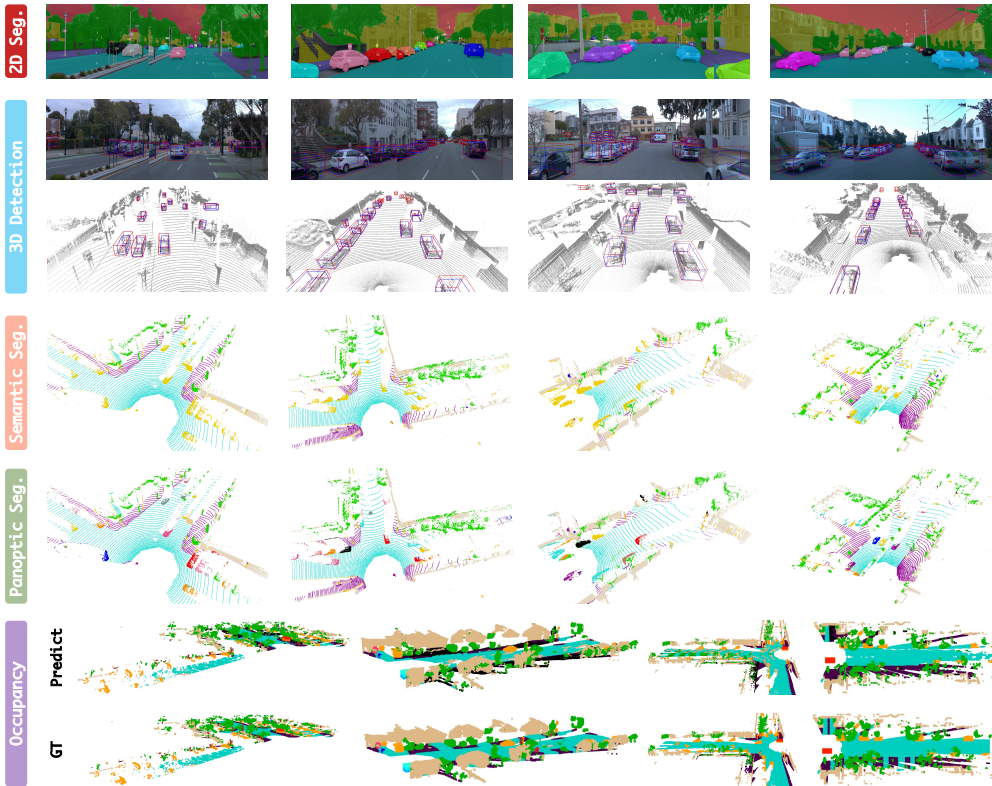 2D Seg.
3D Detection
Semantic Seg.
Panoptic Seg.
Occupancy
Predict
GT